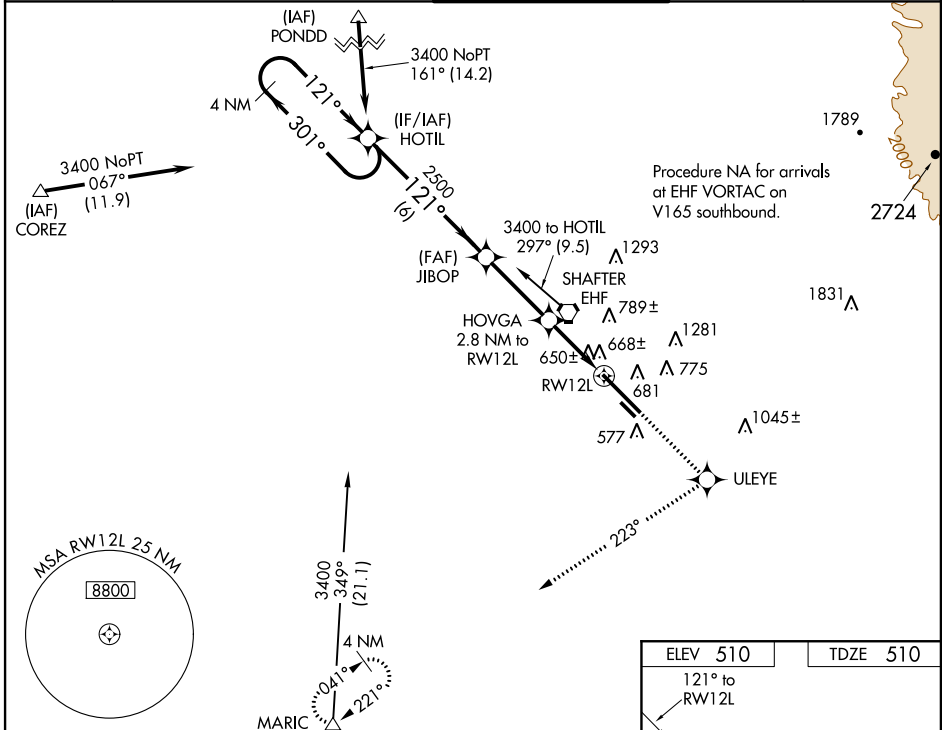 (IAF)
PONDD
3400 NoPT
161° (14.2)
4 NM
121°
301°
(IF/IAF)
HOTIL
3400 NoPT
067°
(11.9)
(IAF)
COREZ
2500
121°
(6)
1789
2000
2724
Procedure NA for arrivals
at EHF VORTAC on
V165 southbound.
3400 to HOTIL
297° (9.5)
(FAF)
JIBOP
1293
SHAFTER
EHF
789±
1831
HOVGA
2.8 NM to
RW12L
1281
650±
668±
775
RW12L
681
577
1045±
ULEYE
223°
MSA RW12L 25 NM
8800
3400
349°
(21.1)
4 NM
041°
221°
MARIC
ELEV 510
TDZE 510
121° to
RW12L